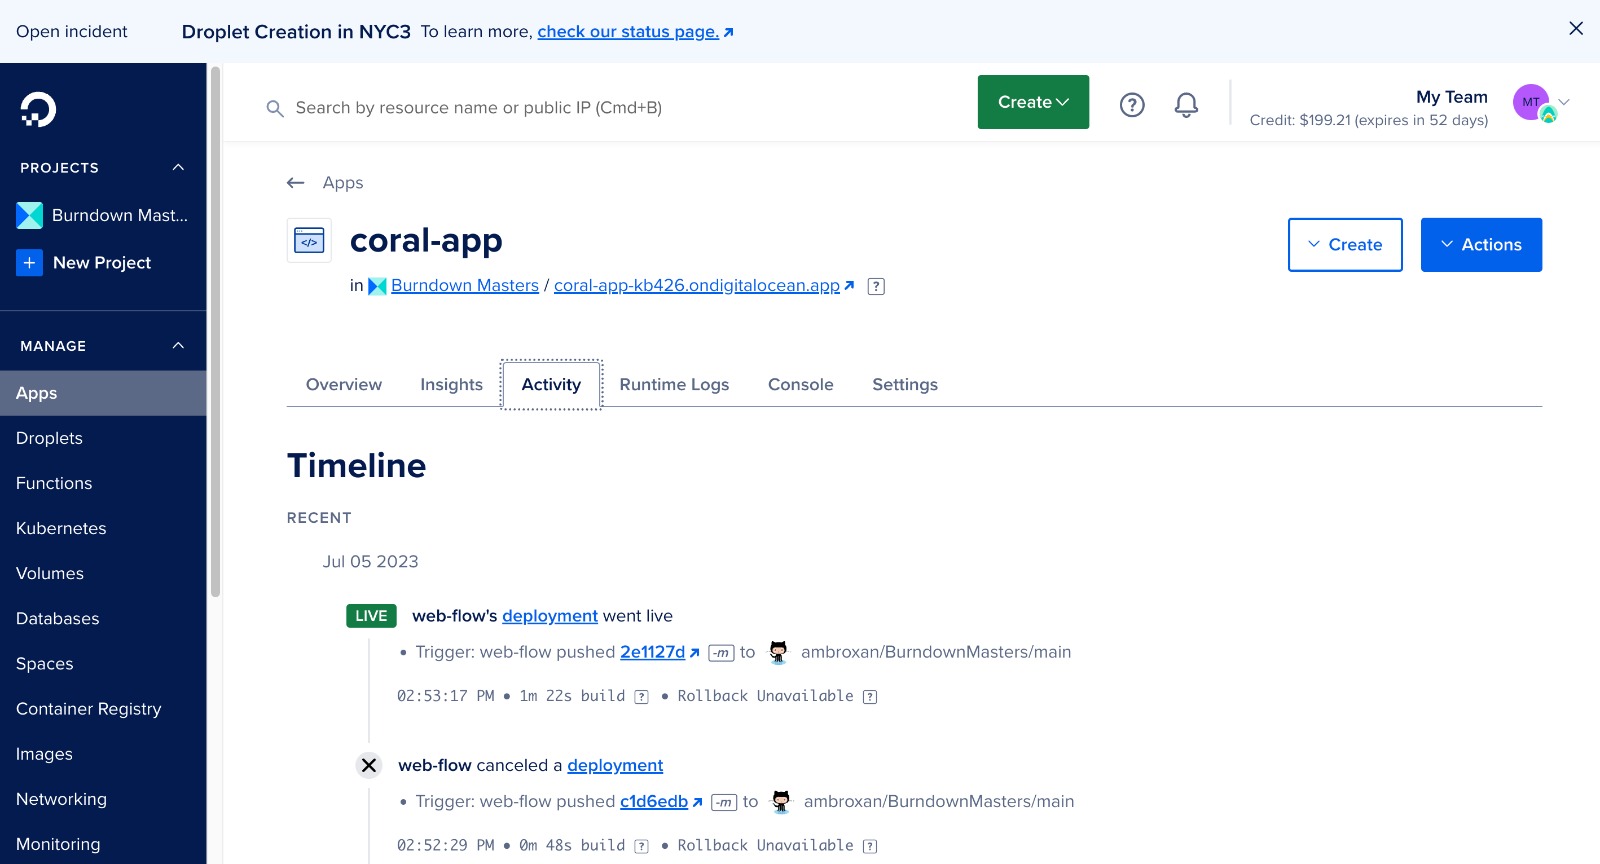 Open incident Droplet Creation in NYC3 To learn more, check our status page.
Search by resource name or public IP (Cmd+B)
Create
?
My Team
Credit: $199.21 (expires in 52 days)
MT
PROJECTS
Burndown Mast...
+ New Project
MANAGE
Apps
Droplets
Functions
Kubernetes
Volumes
Databases
Spaces
Container Registry
Images
Networking
Monitoring
Apps
</>
coral-app
in Burndown Masters / coral-app-kb426.ondigitalocean.app ?
Create
Actions
Overview Insights Activity Runtime Logs Console Settings
Timeline
RECENT
Jul 05 2023
LIVE web-flow's deployment went live
• Trigger: web-flow pushed 2e1127d -m to ambroxan/BurndownMasters/main
02:53:17 PM • 1m 22s build ? • Rollback Unavailable ?
web-flow canceled a deployment
• Trigger: web-flow pushed c1d6edb -m to ambroxan/BurndownMasters/main
02:52:29 PM • 0m 48s build ? • Rollback Unavailable ?